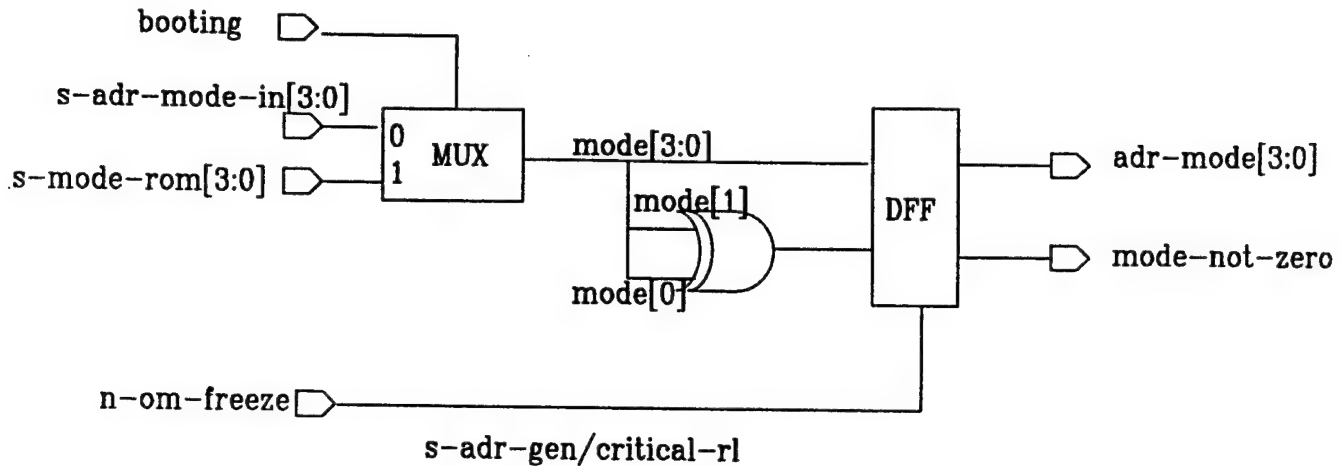 booting
s-adr-mode-in[3:0]
0
MUX
1
s-mode-rom[3:0]
mode[3:0]
mode[1]
mode[0]
DFF
adr-mode[3:0]
mode-not-zero
n-om-freeze
s-adr-gen/critical-rl